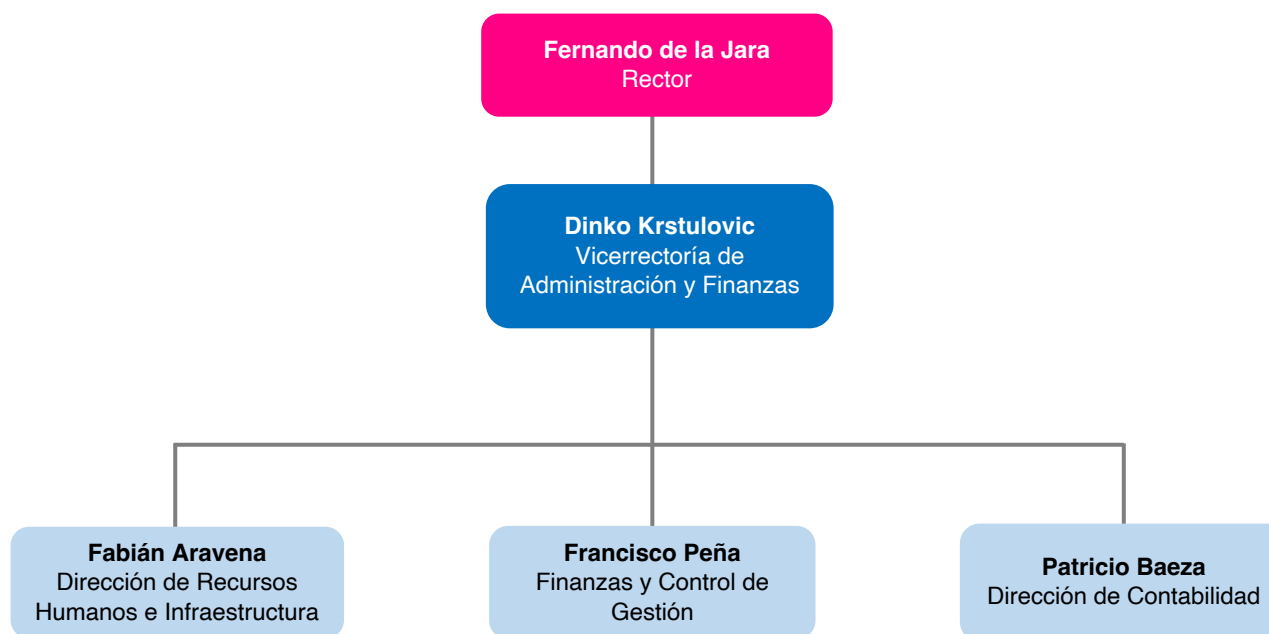 Fernando de la Jara
Rector
Dinko Krstulovic
Vicerrectoría de
Administración y Finanzas
Fabián Aravena
Dirección de Recursos
Humanos e Infraestructura
Francisco Peña
Finanzas y Control de
Gestión
Patricio Baeza
Dirección de Contabilidad